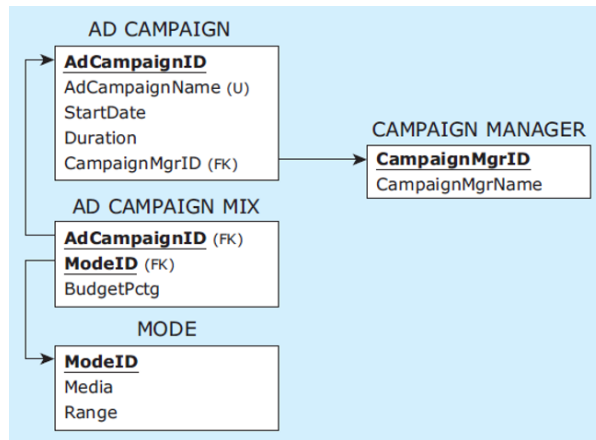 AD CAMPAIGN
AdCampaignID
AdCampaignName (U)
StartDate
Duration
CampaignMgrID (FK)
CAMPAIGN MANAGER
CampaignMgrID
CampaignMgrName
AD CAMPAIGN MIX
AdCampaignID (FK)
ModeID (FK)
BudgetPctg
MODE
ModeID
Media
Range